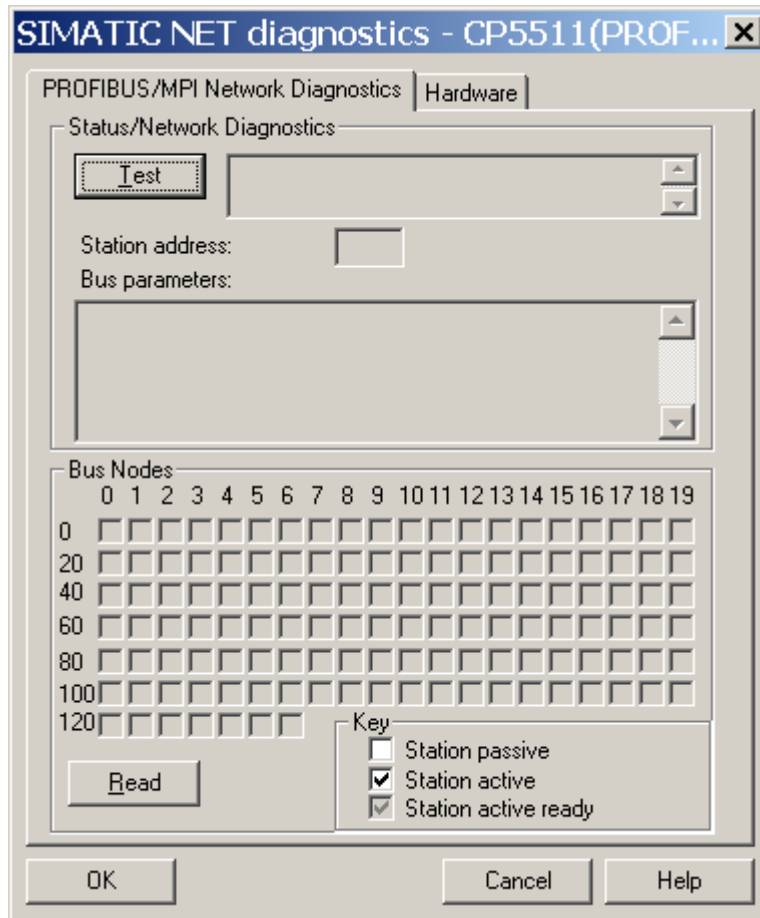 SIMATIC NET diagnostics - CP5511(PROF...
PROFIBUS/MPI Network Diagnostics
Hardware
Status/Network Diagnostics
Test
Station address:
Bus parameters:
Bus Nodes
0 1 2 3 4 5 6 7 8 9 10 11 12 13 14 15 16 17 18 19
0
20
40
60
80
100
120
Key
Station passive
Station active
Station active ready
Read
OK
Cancel
Help